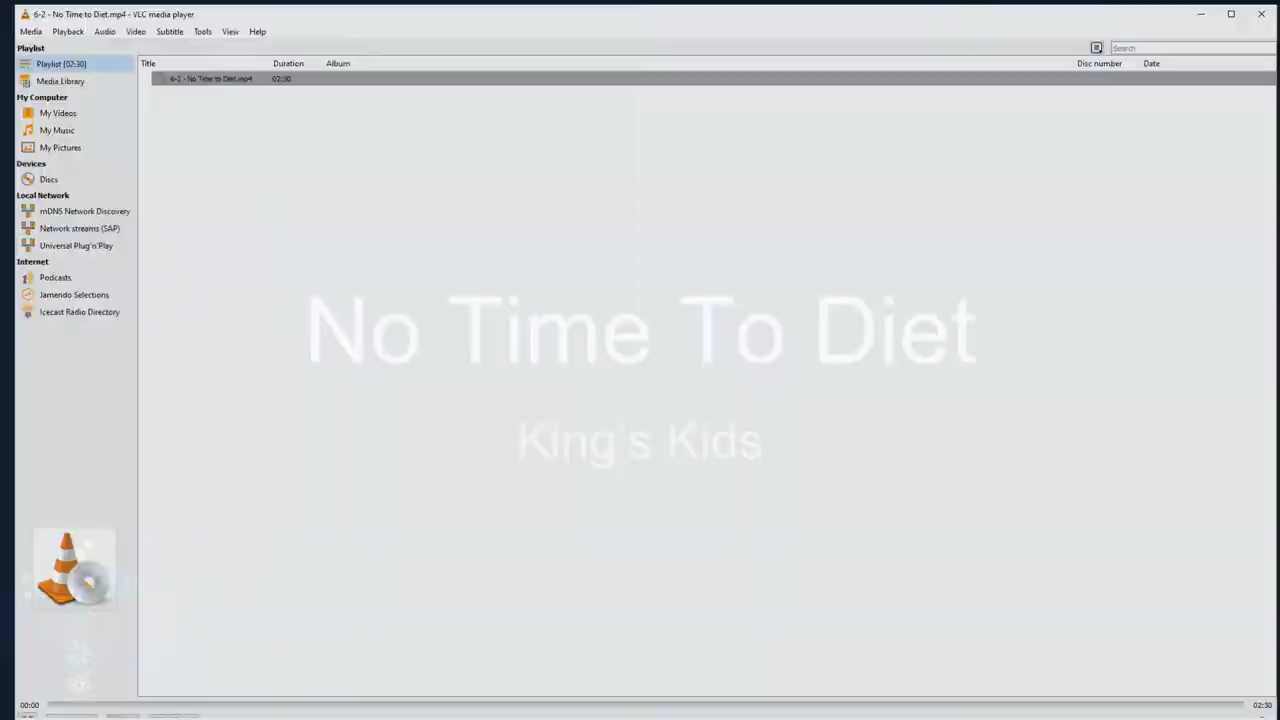 6-2 - No Time to Diet.mp4 - VLC media player
Media Playback Audio Video Subtitle Tools View Help
Playlist
Search
Playlist [02:30]
Title Duration Album Disc number Date
6-2 - No Time to Diet.mp4 02:30
Media Library
My Computer
My Videos
My Music
My Pictures
Devices
Discs
Local Network
mDNS Network Discovery
Network streams (SAP)
Universal Plug'n'Play
Internet
Podcasts
Jamendo Selections
Icecast Radio Directory
No Time To Diet
King's Kids
00:00 02:30